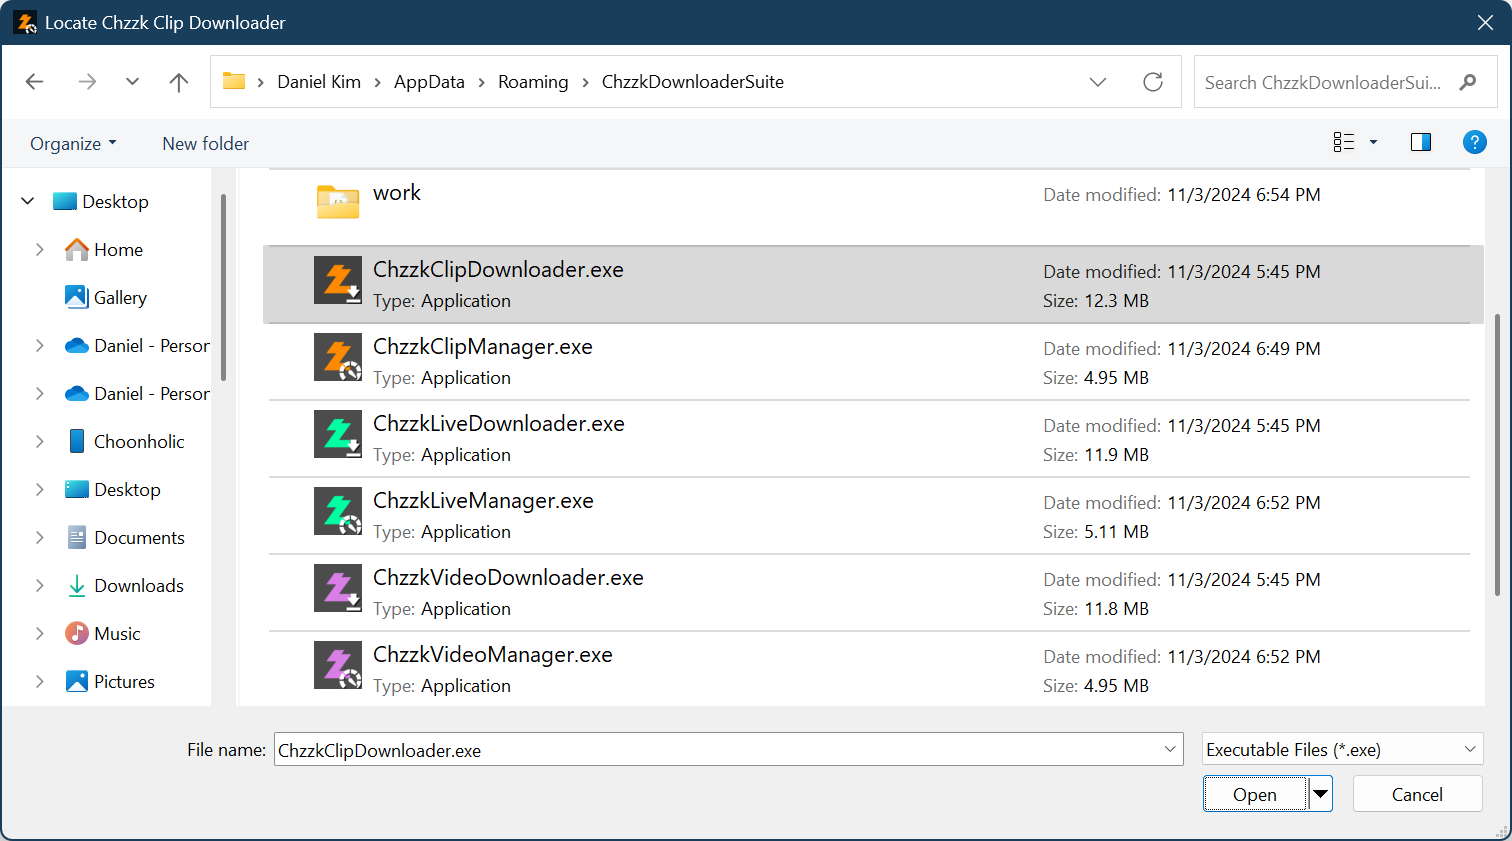 Locate Chzzk Clip Downloader
Daniel Kim > AppData > Roaming > ChzzkDownloaderSuite
Search ChzzkDownloaderSui...
Organize
New folder
?
Desktop
Home
Gallery
Daniel - Person
Daniel - Person
Choonholic
Desktop
Documents
Downloads
Music
Pictures
work
Date modified: 11/3/2024 6:54 PM
ChzzkClipDownloader.exe
Date modified: 11/3/2024 5:45 PM
Type: Application
Size: 12.3 MB
ChzzkClipManager.exe
Date modified: 11/3/2024 6:49 PM
Type: Application
Size: 4.95 MB
ChzzkLiveDownloader.exe
Date modified: 11/3/2024 5:45 PM
Type: Application
Size: 11.9 MB
ChzzkLiveManager.exe
Date modified: 11/3/2024 6:52 PM
Type: Application
Size: 5.11 MB
ChzzkVideoDownloader.exe
Date modified: 11/3/2024 5:45 PM
Type: Application
Size: 11.8 MB
ChzzkVideoManager.exe
Date modified: 11/3/2024 6:52 PM
Type: Application
Size: 4.95 MB
File name: ChzzkClipDownloader.exe
Executable Files (*.exe)
Open
Cancel